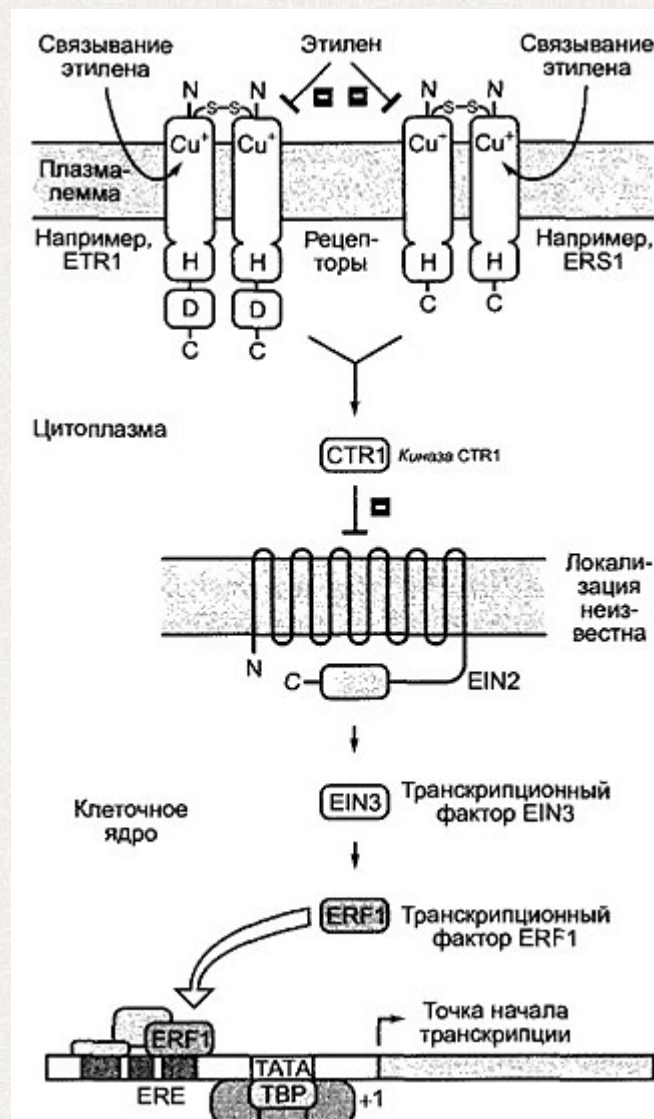 Связывание
этилена
Этилен
Связывание
этилена
N
S-S
N
N
S-S
N
Cu⁺
Cu⁺
Cu⁺
Cu⁺
Плазма-
лемма
Например,
ETR1
Рецеп-
торы
Например,
ERS1
H
H
H
H
D
D
C
C
C
C
Цитоплазма
CTR1
Киназа CTR1
Локали-
зация
неиз-
вестна
N
C
EIN2
Клеточное
ядро
EIN3
Транскрипционный
фактор EIN3
ERF1
Транскрипционный
фактор ERF1
Точка начала
транскрипции
ERF1
TATA
ERE
TBP
+1